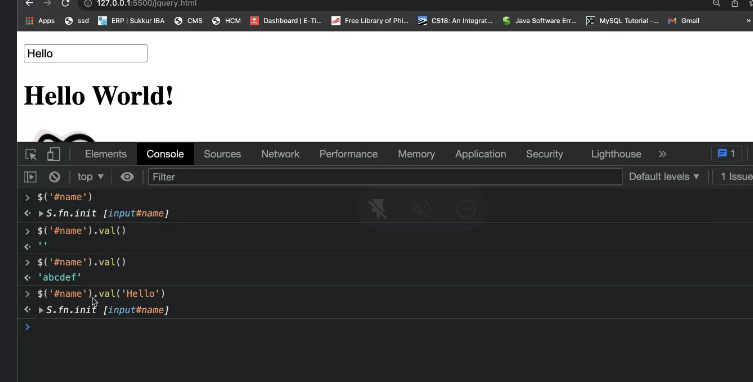 127.0.0.1:5500/jquery.html
Apps ssd ERP | Sukkur IBA CMS HCM Dashboard | E-Ti... Free Library of Phi... CS18: An Integrat... Java Software Err... MySQL Tutorial -... Gmail »
Hello
Hello World!
Elements Console Sources Network Performance Memory Application Security Lighthouse » 1
top ▼ Filter Default levels ▼ 1 Issue
> $('#name')
S.fn.init [input#name]
> $('#name').val()
''
> $('#name').val()
'abcdef'
> $('#name').val('Hello')
S.fn.init [input#name]
>